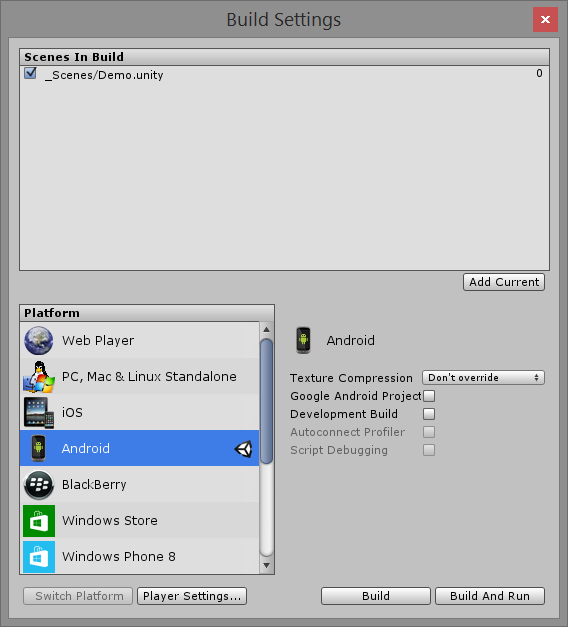 Build Settings
x
Scenes In Build
_Scenes/Demo.unity 0
Add Current
Platform
Web Player
PC, Mac & Linux Standalone
iOS
Android
BlackBerry
Windows Store
Windows Phone 8
Android
Texture Compression Don't override
Google Android Project
Development Build
Autoconnect Profiler
Script Debugging
Switch Platform Player Settings... Build Build And Run